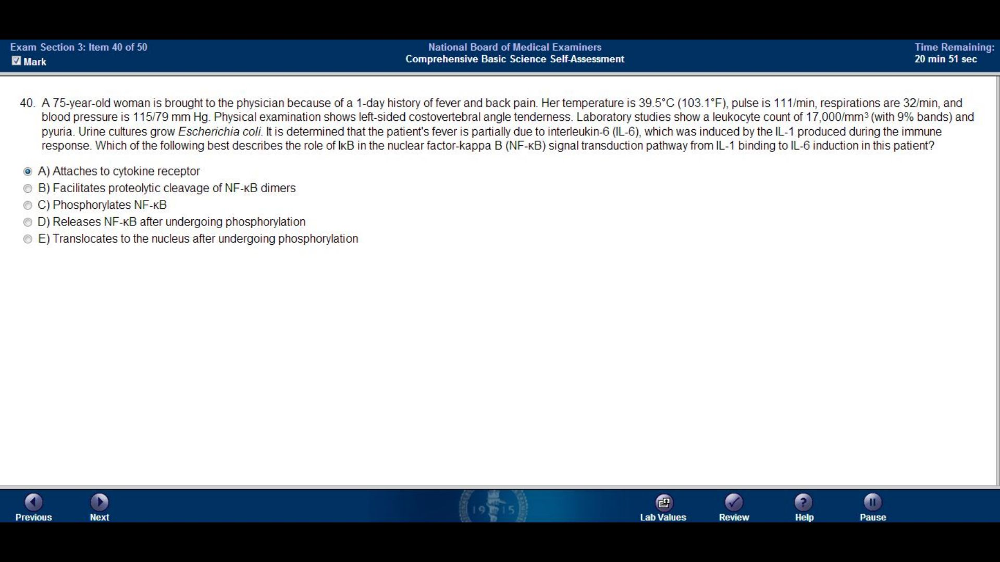 Exam Section 3: Item 40 of 50
National Board of Medical Examiners
Time Remaining:
Mark
Comprehensive Basic Science Self-Assessment
20 min 51 sec
40. A 75-year-old woman is brought to the physician because of a 1-day history of fever and back pain. Her temperature is 39.5°C (103.1°F), pulse is 111/min, respirations are 32/min, and
blood pressure is 115/79 mm Hg. Physical examination shows left-sided costovertebral angle tenderness. Laboratory studies show a leukocyte count of 17,000/mm³ (with 9% bands) and
pyuria. Urine cultures grow Escherichia coli. It is determined that the patient's fever is partially due to interleukin-6 (IL-6), which was induced by the IL-1 produced during the immune
response. Which of the following best describes the role of IκB in the nuclear factor-kappa B (NF-κB) signal transduction pathway from IL-1 binding to IL-6 induction in this patient?
A) Attaches to cytokine receptor
B) Facilitates proteolytic cleavage of NF-κB dimers
C) Phosphorylates NF-κB
D) Releases NF-κB after undergoing phosphorylation
E) Translocates to the nucleus after undergoing phosphorylation
1915
Previous
Next
Lab Values
Review
Help
Pause